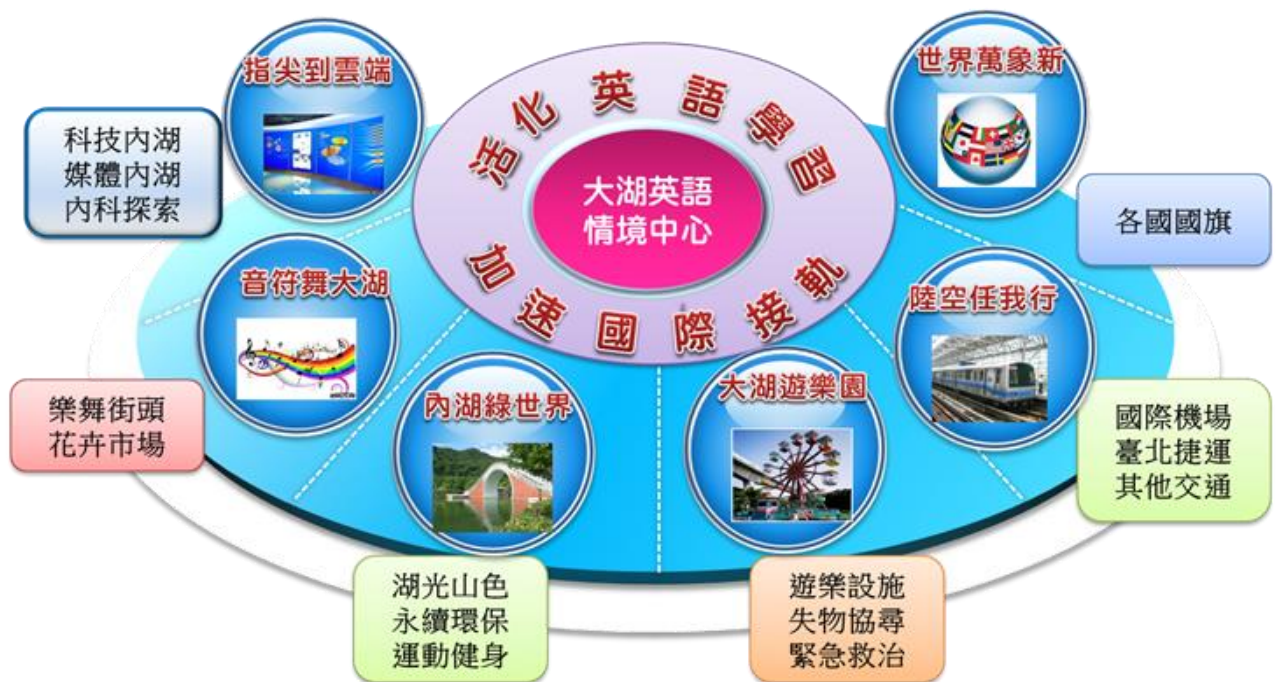 指尖到雲端
世界萬象新
活化英語學習
大湖英語
情境中心
加速國際接軌
科技內湖
媒體內湖
內科探索
各國國旗
音符舞大湖
陸空任我行
樂舞街頭
花卉市場
內湖綠世界
大湖遊樂園
國際機場
臺北捷運
其他交通
湖光山色
永續環保
運動健身
遊樂設施
失物協尋
緊急救治